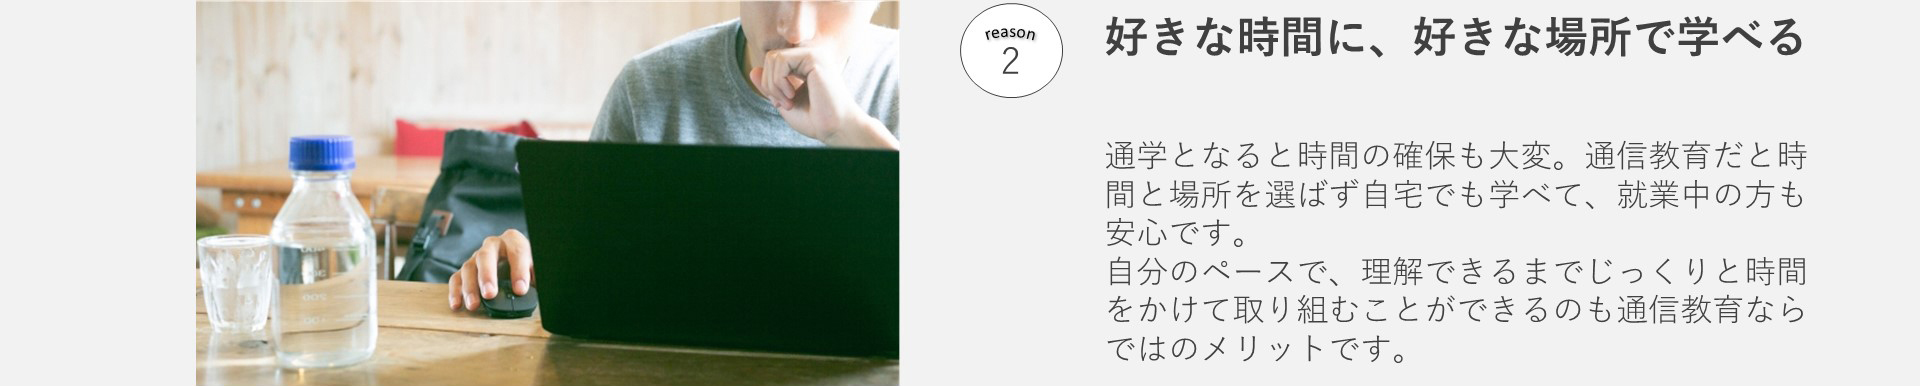 reason
2
好きな時間に、好きな場所で学べる
通学となると時間の確保も大変。通信教育だと時
間と場所を選ばず自宅でも学べて、就業中の方も
安心です。
自分のペースで、理解できるまでじっくりと時間
をかけて取り組むことができるのも通信教育なら
ではのメリットです。